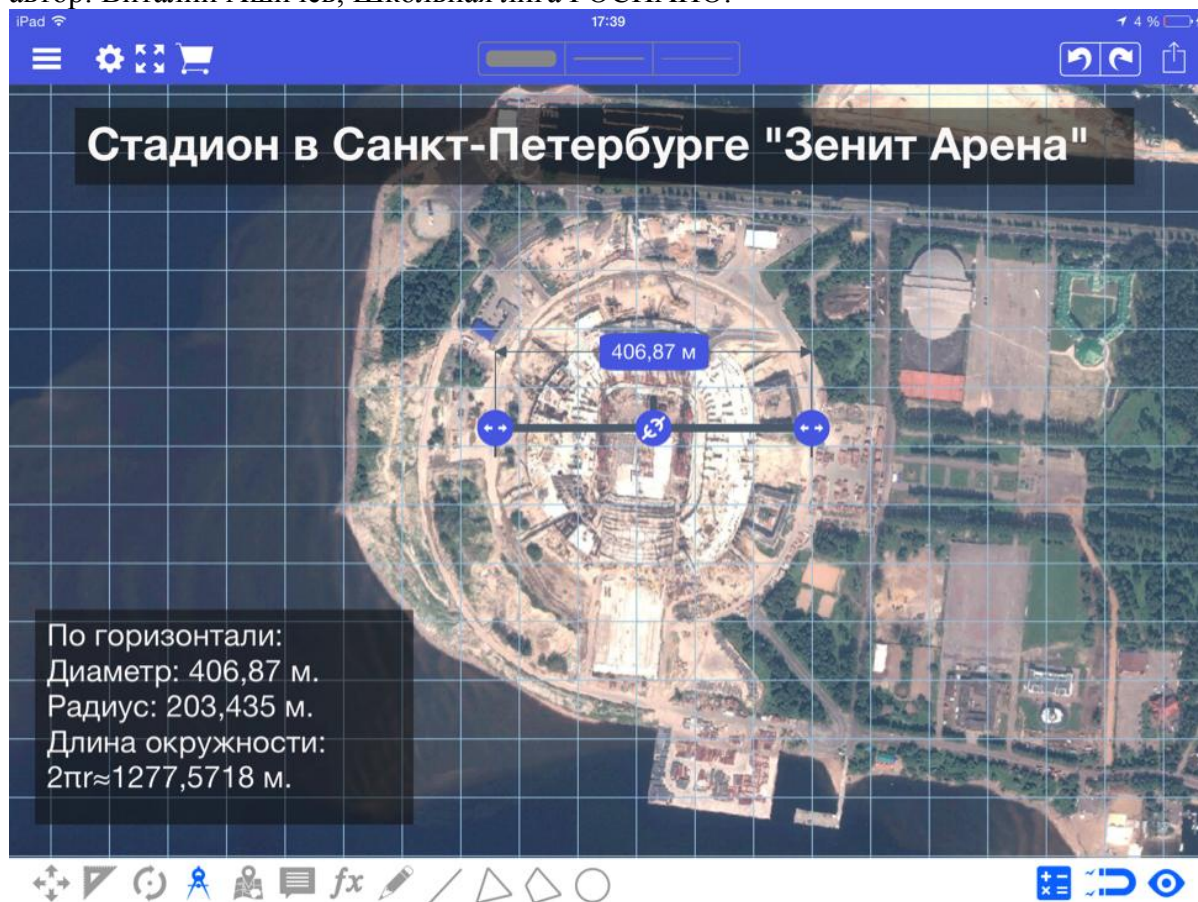 автор: Виталий Ашичев, Школьная лига РОСНАНО.
iPad 17:39 4 %
Стадион в Санкт-Петербурге "Зенит Арена"
406,87 м
По горизонтали:
Диаметр: 406,87 м.
Радиус: 203,435 м.
Длина окружности:
2πr≈1277,5718 м.
fx